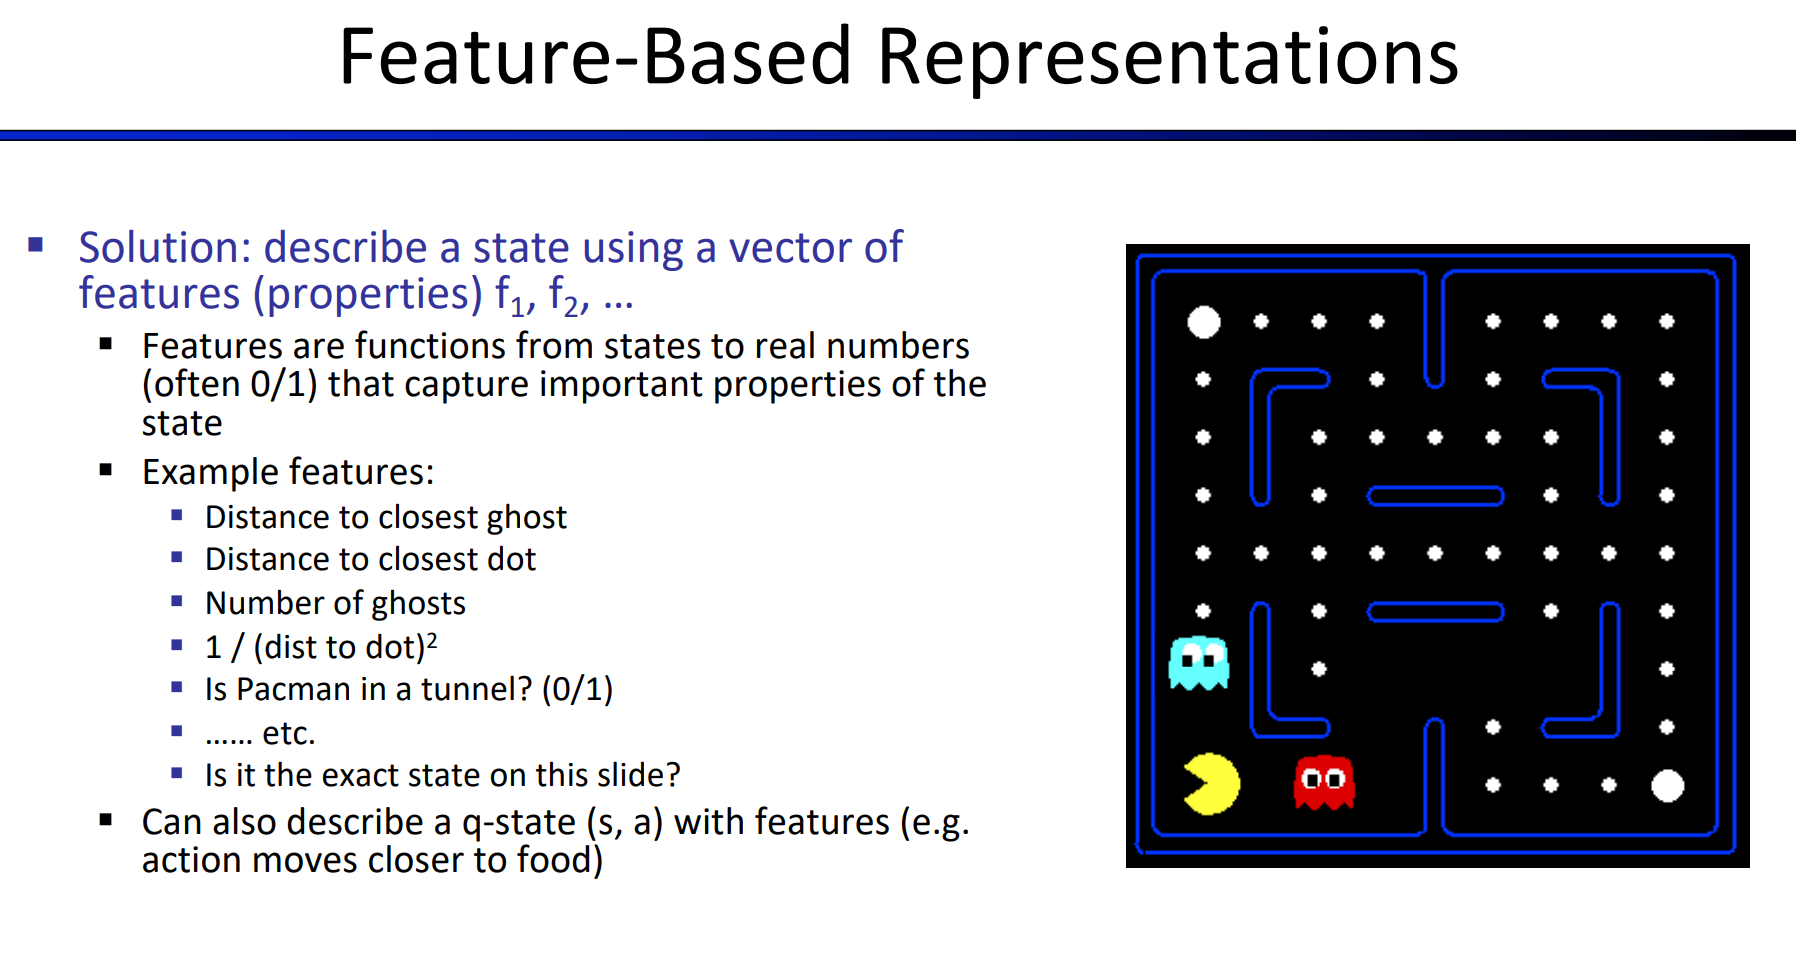 Feature-Based Representations
▪ Solution: describe a state using a vector of
features (properties) f₁, f₂, ...
▪ Features are functions from states to real numbers
(often 0/1) that capture important properties of the
state
▪ Example features:
▪ Distance to closest ghost
▪ Distance to closest dot
▪ Number of ghosts
▪ 1 / (dist to dot)²
▪ Is Pacman in a tunnel? (0/1)
▪ ...... etc.
▪ Is it the exact state on this slide?
▪ Can also describe a q-state (s, a) with features (e.g.
action moves closer to food)